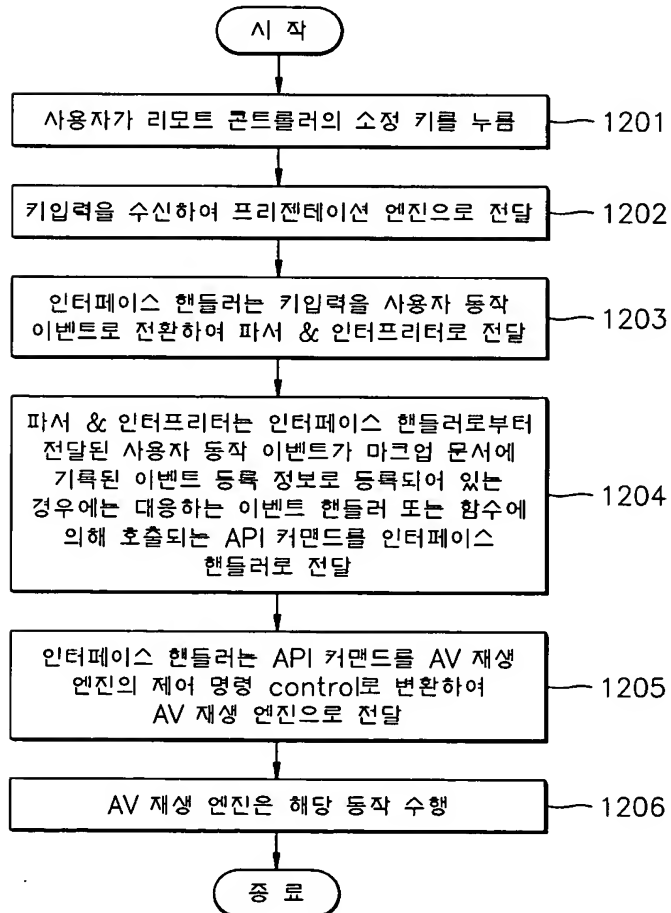 시 작
사용자가 리모트 콘트롤러의 소정 키를 누름
1201
키입력을 수신하여 프리젠테이션 엔진으로 전달
1202
인터페이스 핸들러는 키입력을 사용자 동작
이벤트로 전환하여 파서 & 인터프리터로 전달
1203
파서 & 인터프리터는 인터페이스 핸들러로부터
전달된 사용자 동작 이벤트가 마크업 문서에
기록된 이벤트 등록 정보로 등록되어 있는
경우에는 대응하는 이벤트 핸들러 또는 함수에
의해 호출되는 API 커맨드를 인터페이스
핸들러로 전달
1204
인터페이스 핸들러는 API 커맨드를 AV 재생
엔진의 제어 명령 control로 변환하여
AV 재생 엔진으로 전달
1205
AV 재생 엔진은 해당 동작 수행
1206
종 료